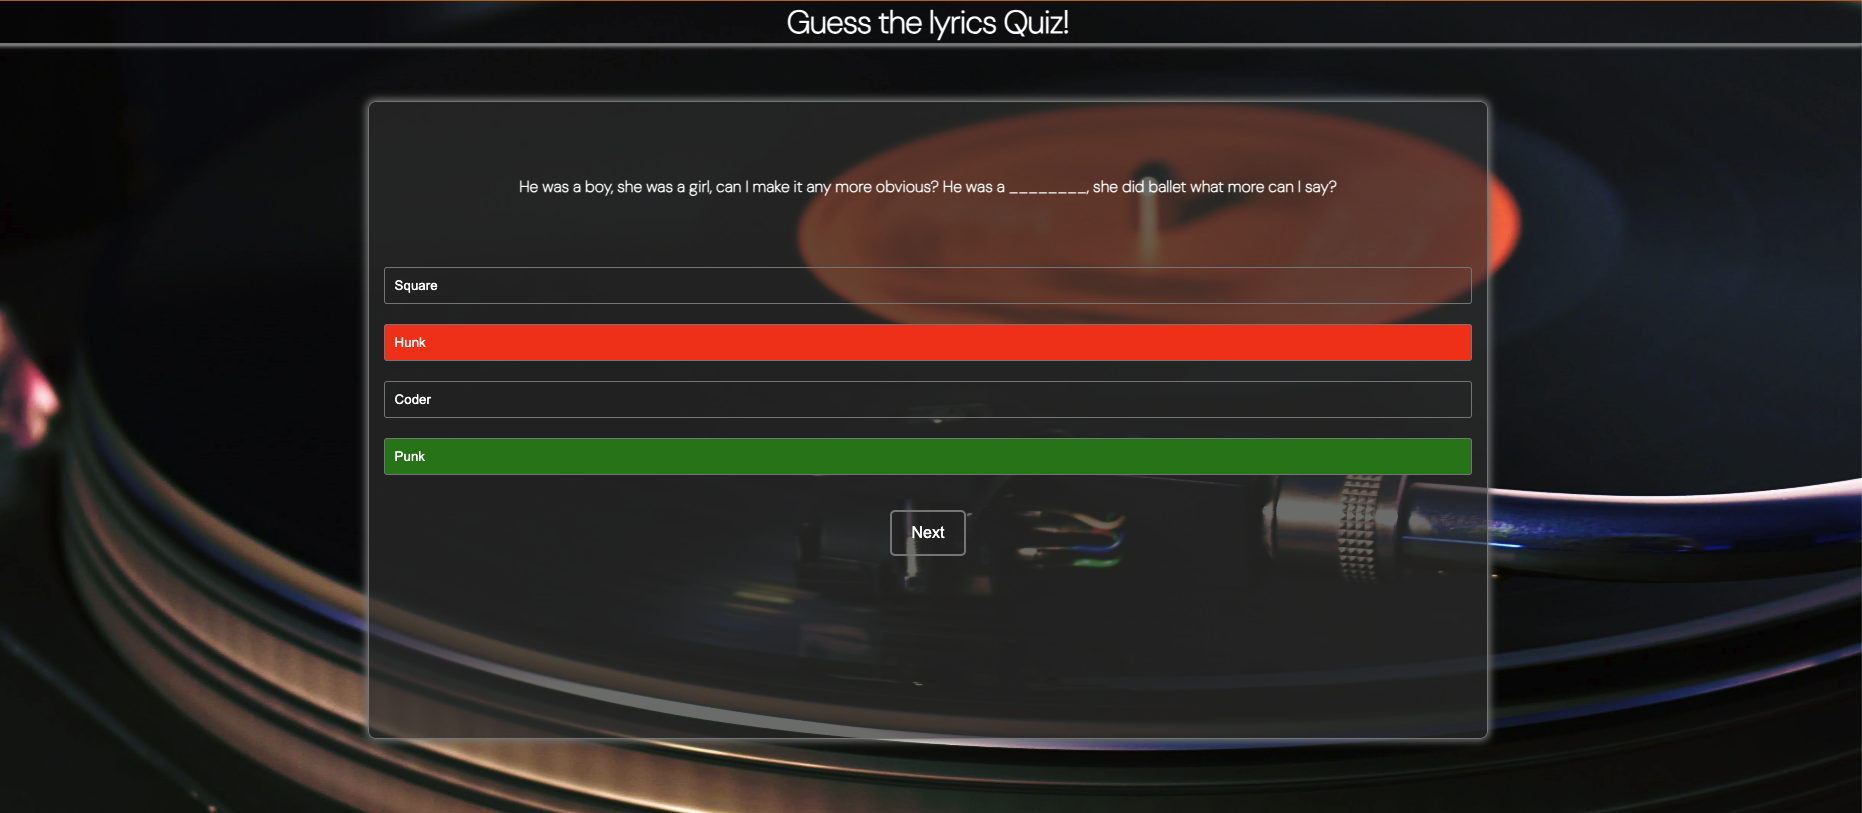 Guess the lyrics Quiz!
He was a boy, she was a girl, can I make it any more obvious? He was a ________, she did ballet what more can I say?
Square
Hunk
Coder
Punk
Next